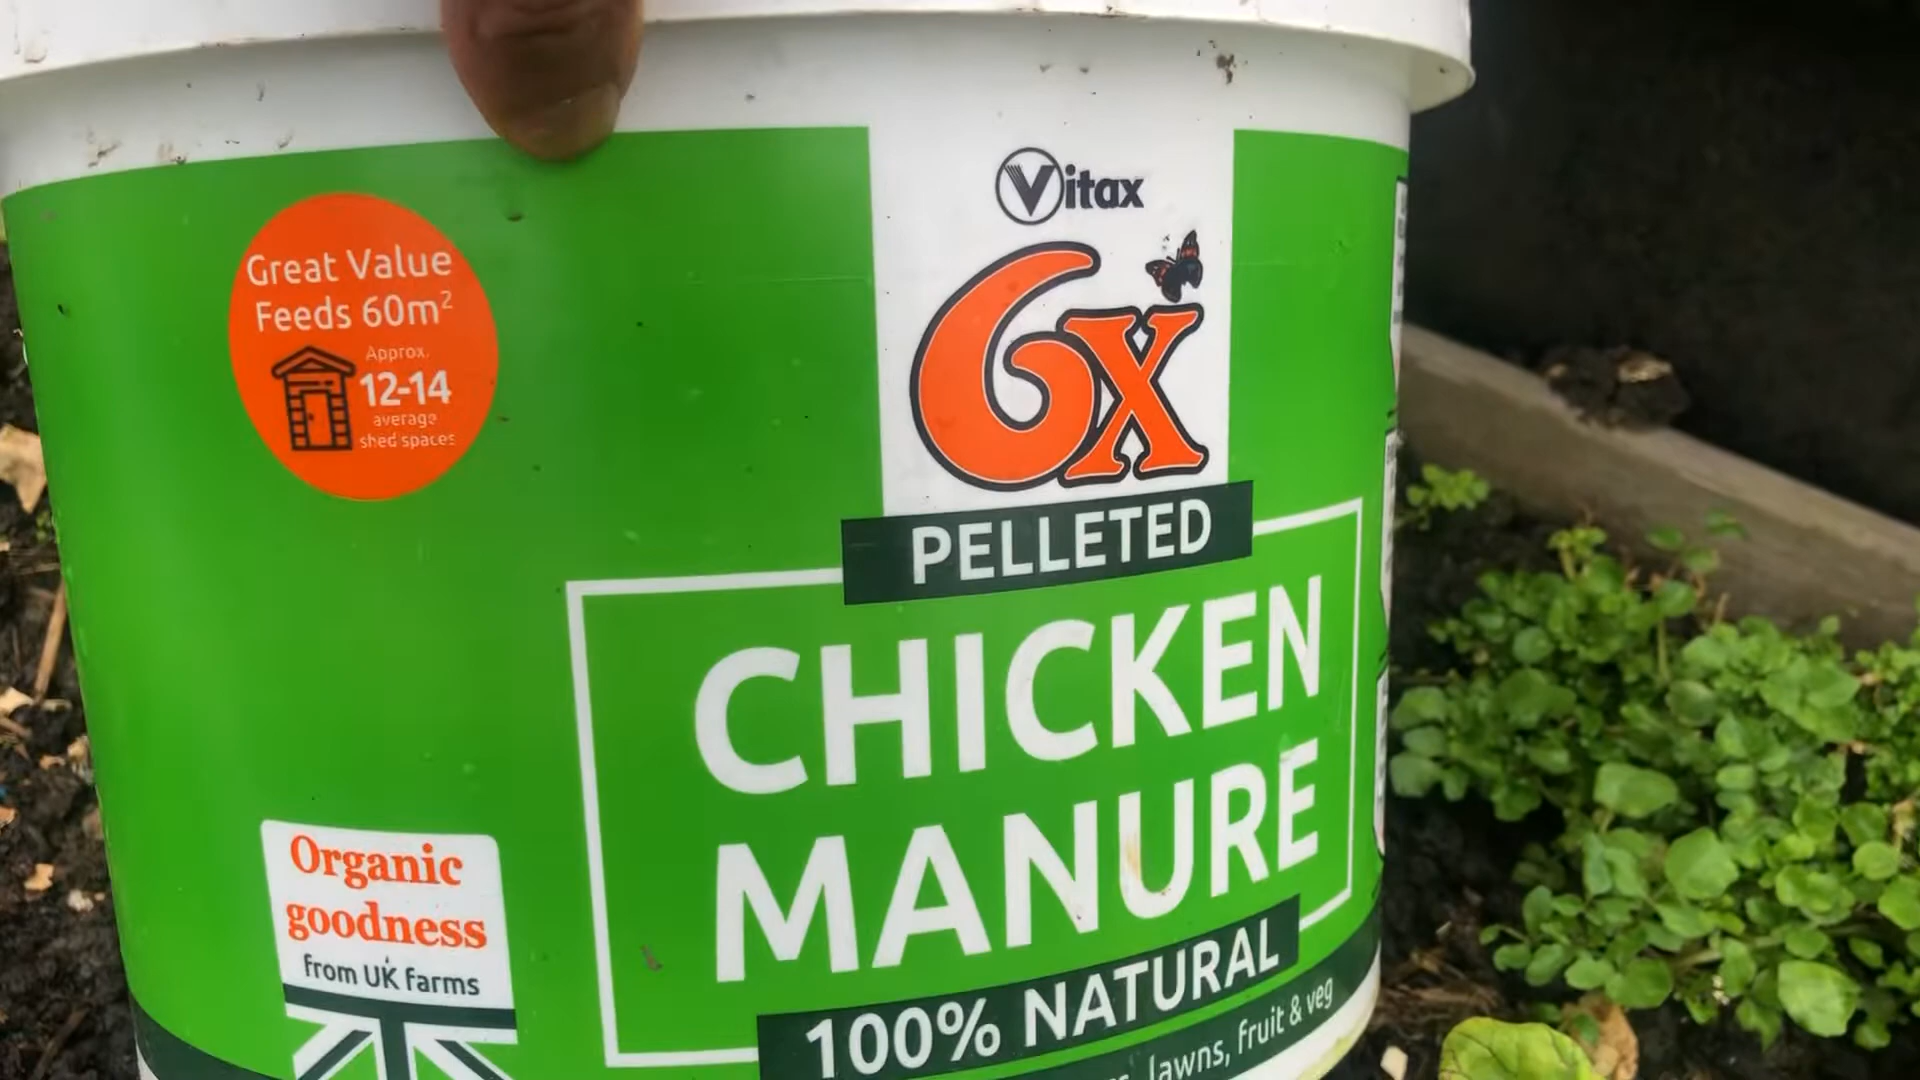 Vitax
6X
Great Value
Feeds 60m²
Approx.
12-14
average
shed spaces
PELLETED
CHICKEN
MANURE
100% NATURAL
lawns, fruit & veg
Organic
goodness
from UK farms